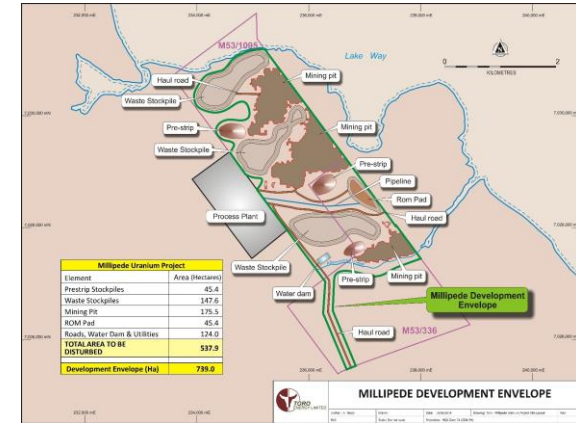 M53/1095
Lake Way
N
0
2
KILOMETRES
Haul road
Mining pit
Waste Stockpile
Pre-strip
Mining pit
Waste Stockpile
Pre-strip
Pipeline
Process Plant
Rom Pad
Haul road
Waste Stockpile
Water dam
Pre-strip
Mining pit
Millipede Development
Envelope
Haul road
M53/336
Millipede Uranium Project
Element Area (Hectares)
Prestrip Stockpiles 45.4
Waste Stockpiles 147.6
Mining Pit 175.5
ROM Pad 45.4
Roads, Water Dam & Utilities 124.0
TOTAL AREA TO BE
DISTURBED 537.9
Development Envelope (Ha) 739.0
TORO
ENERGY LIMITED
MILLIPEDE DEVELOPMENT ENVELOPE